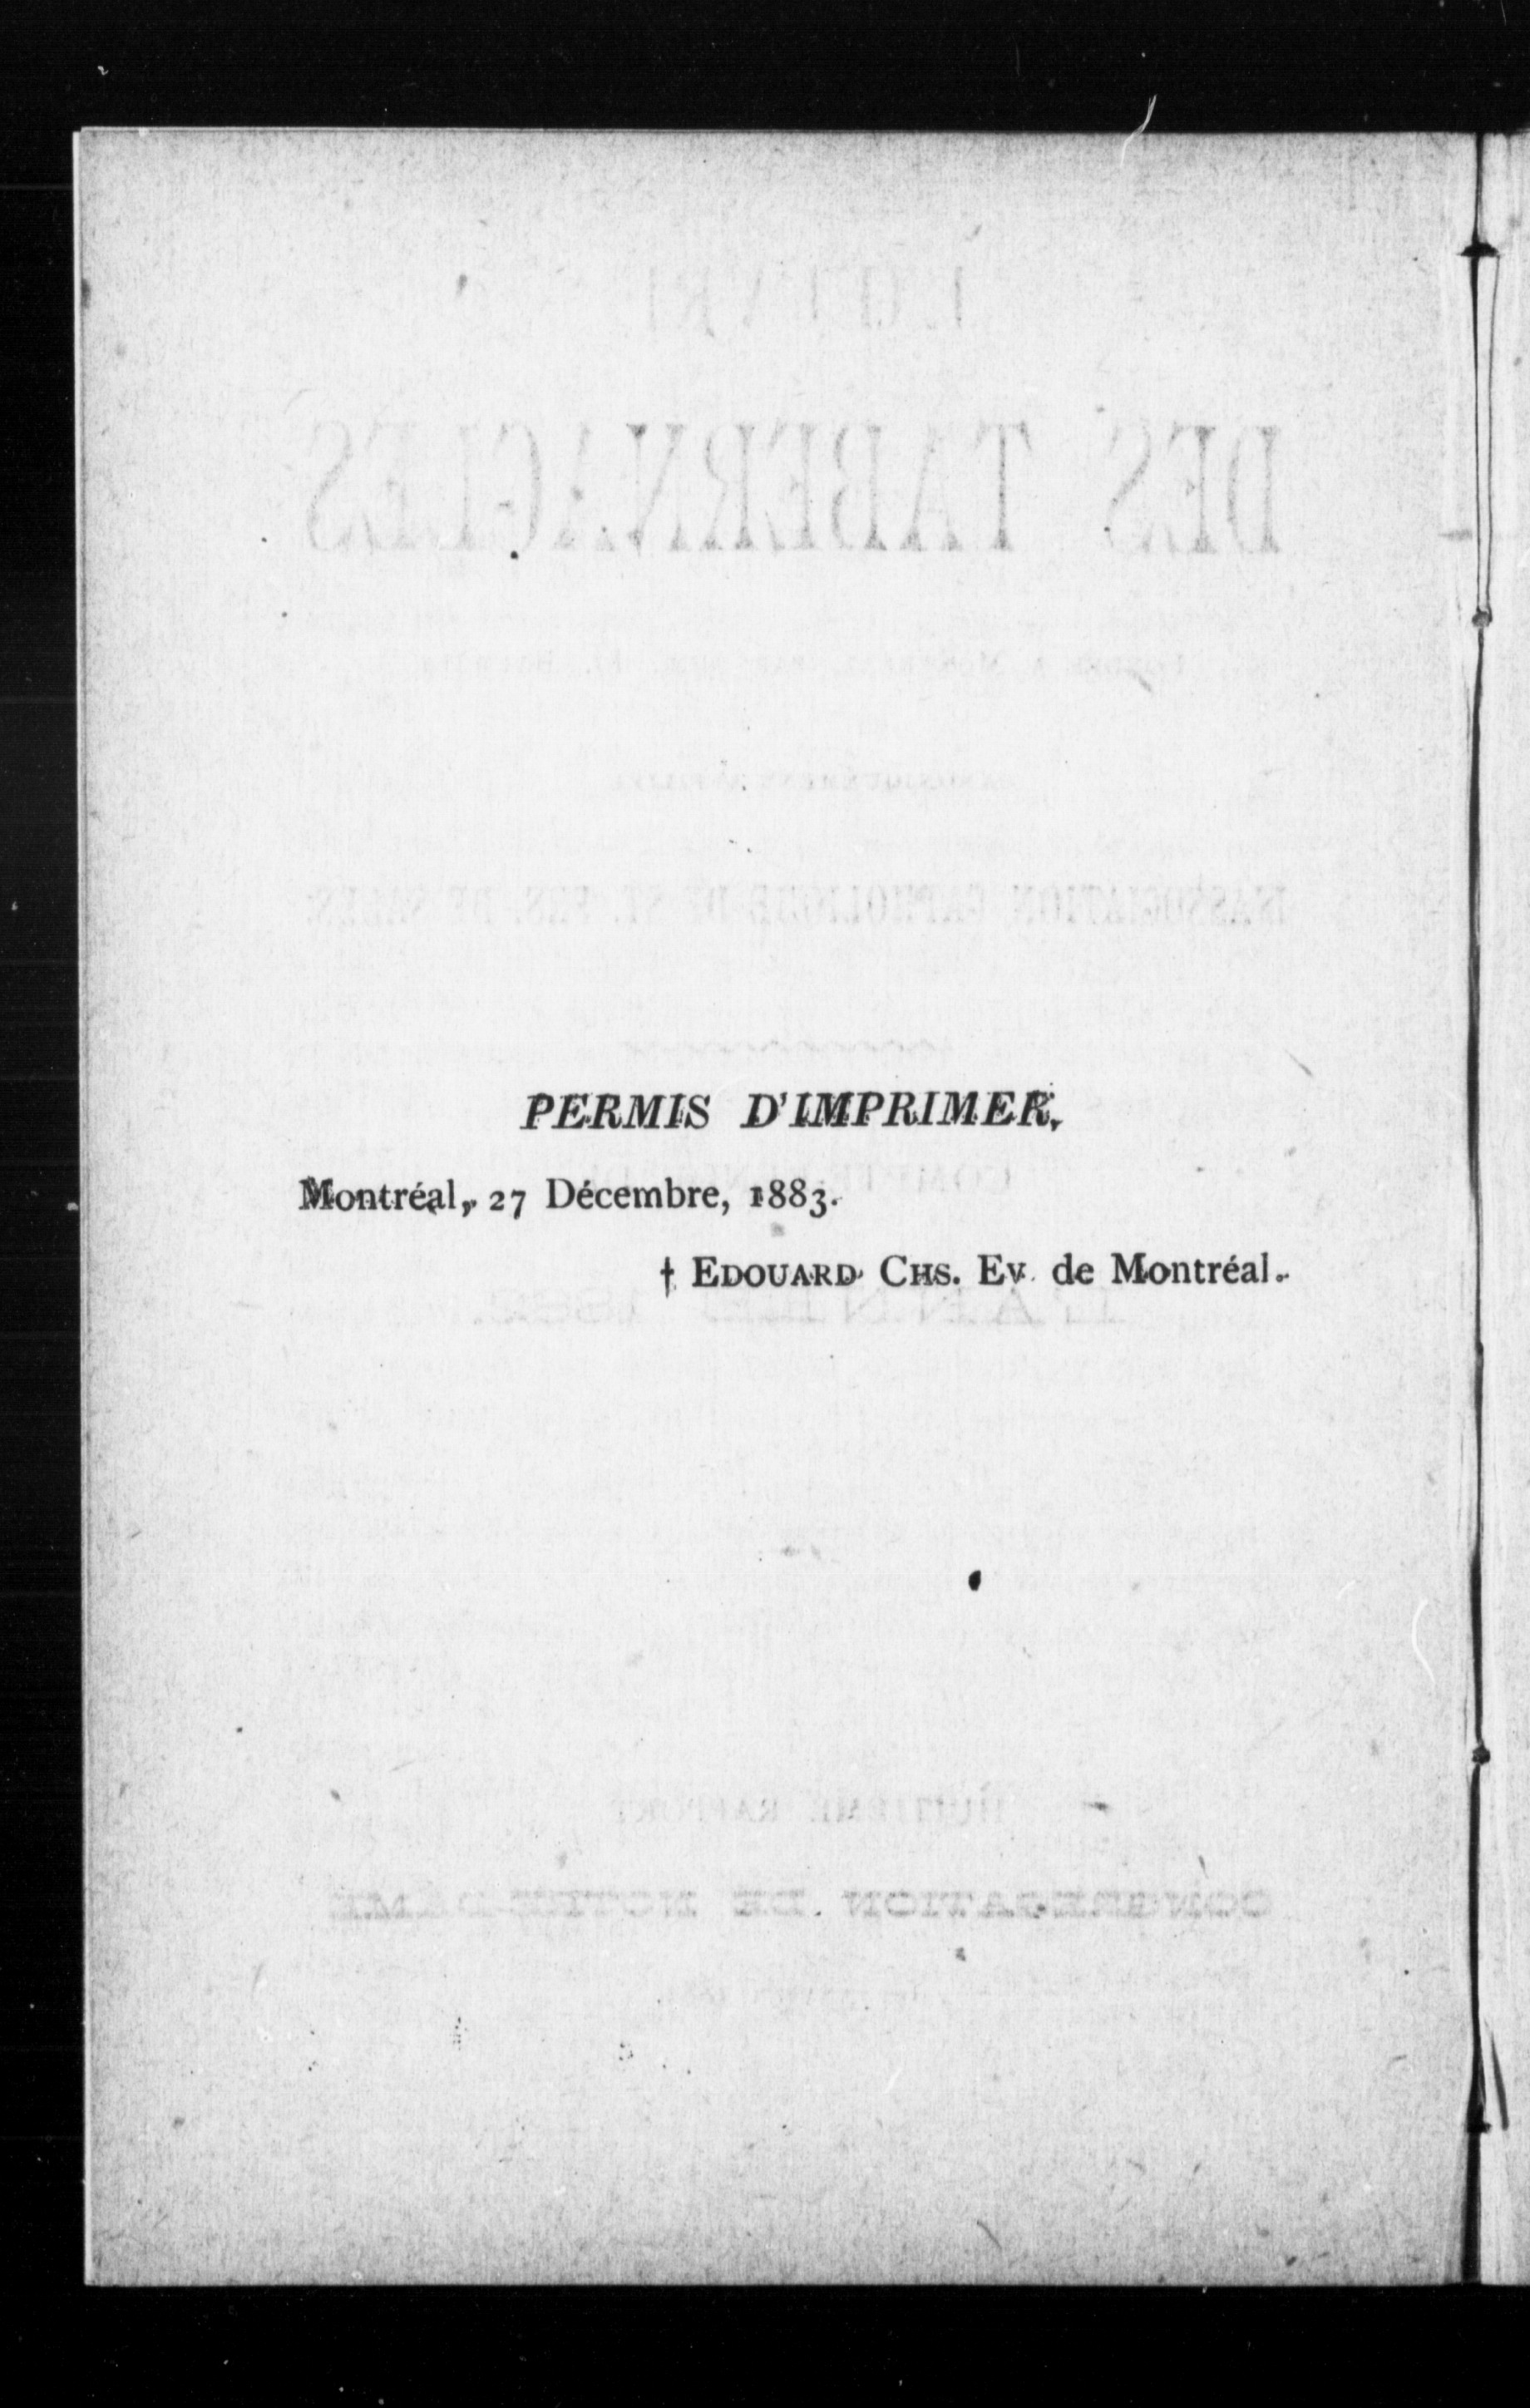 PERMIS D'IMPRIMER,
Montréal, 27 Décembre, 1883.
† EDOUARD CHS. EV. de Montréal.